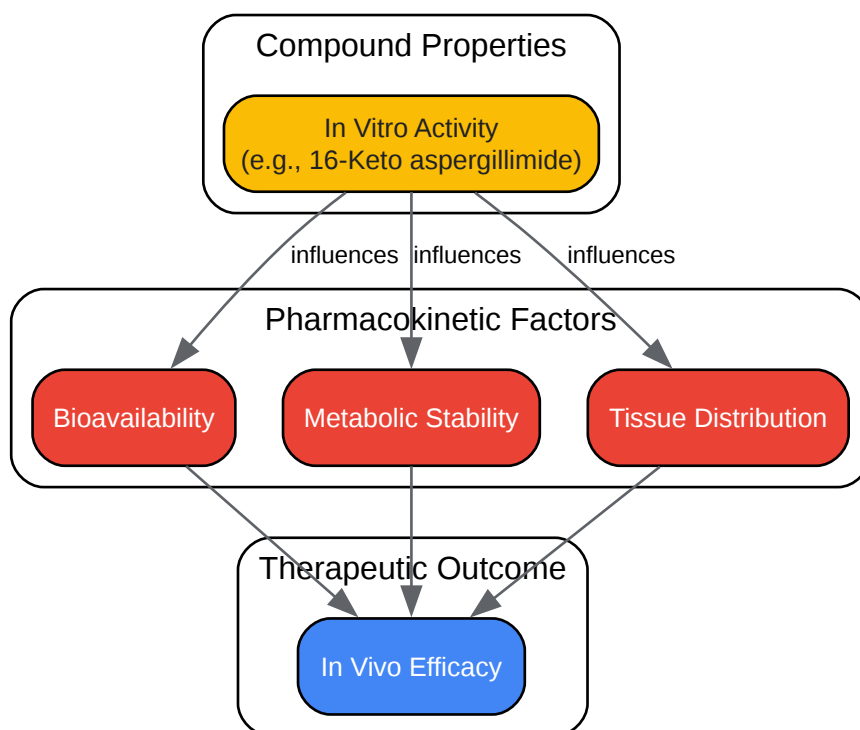 Compound Properties
In Vitro Activity
(e.g., 16-Keto aspergillimide)
influences
influences
influences
Pharmacokinetic Factors
Bioavailability
Metabolic Stability
Tissue Distribution
Therapeutic Outcome
In Vivo Efficacy